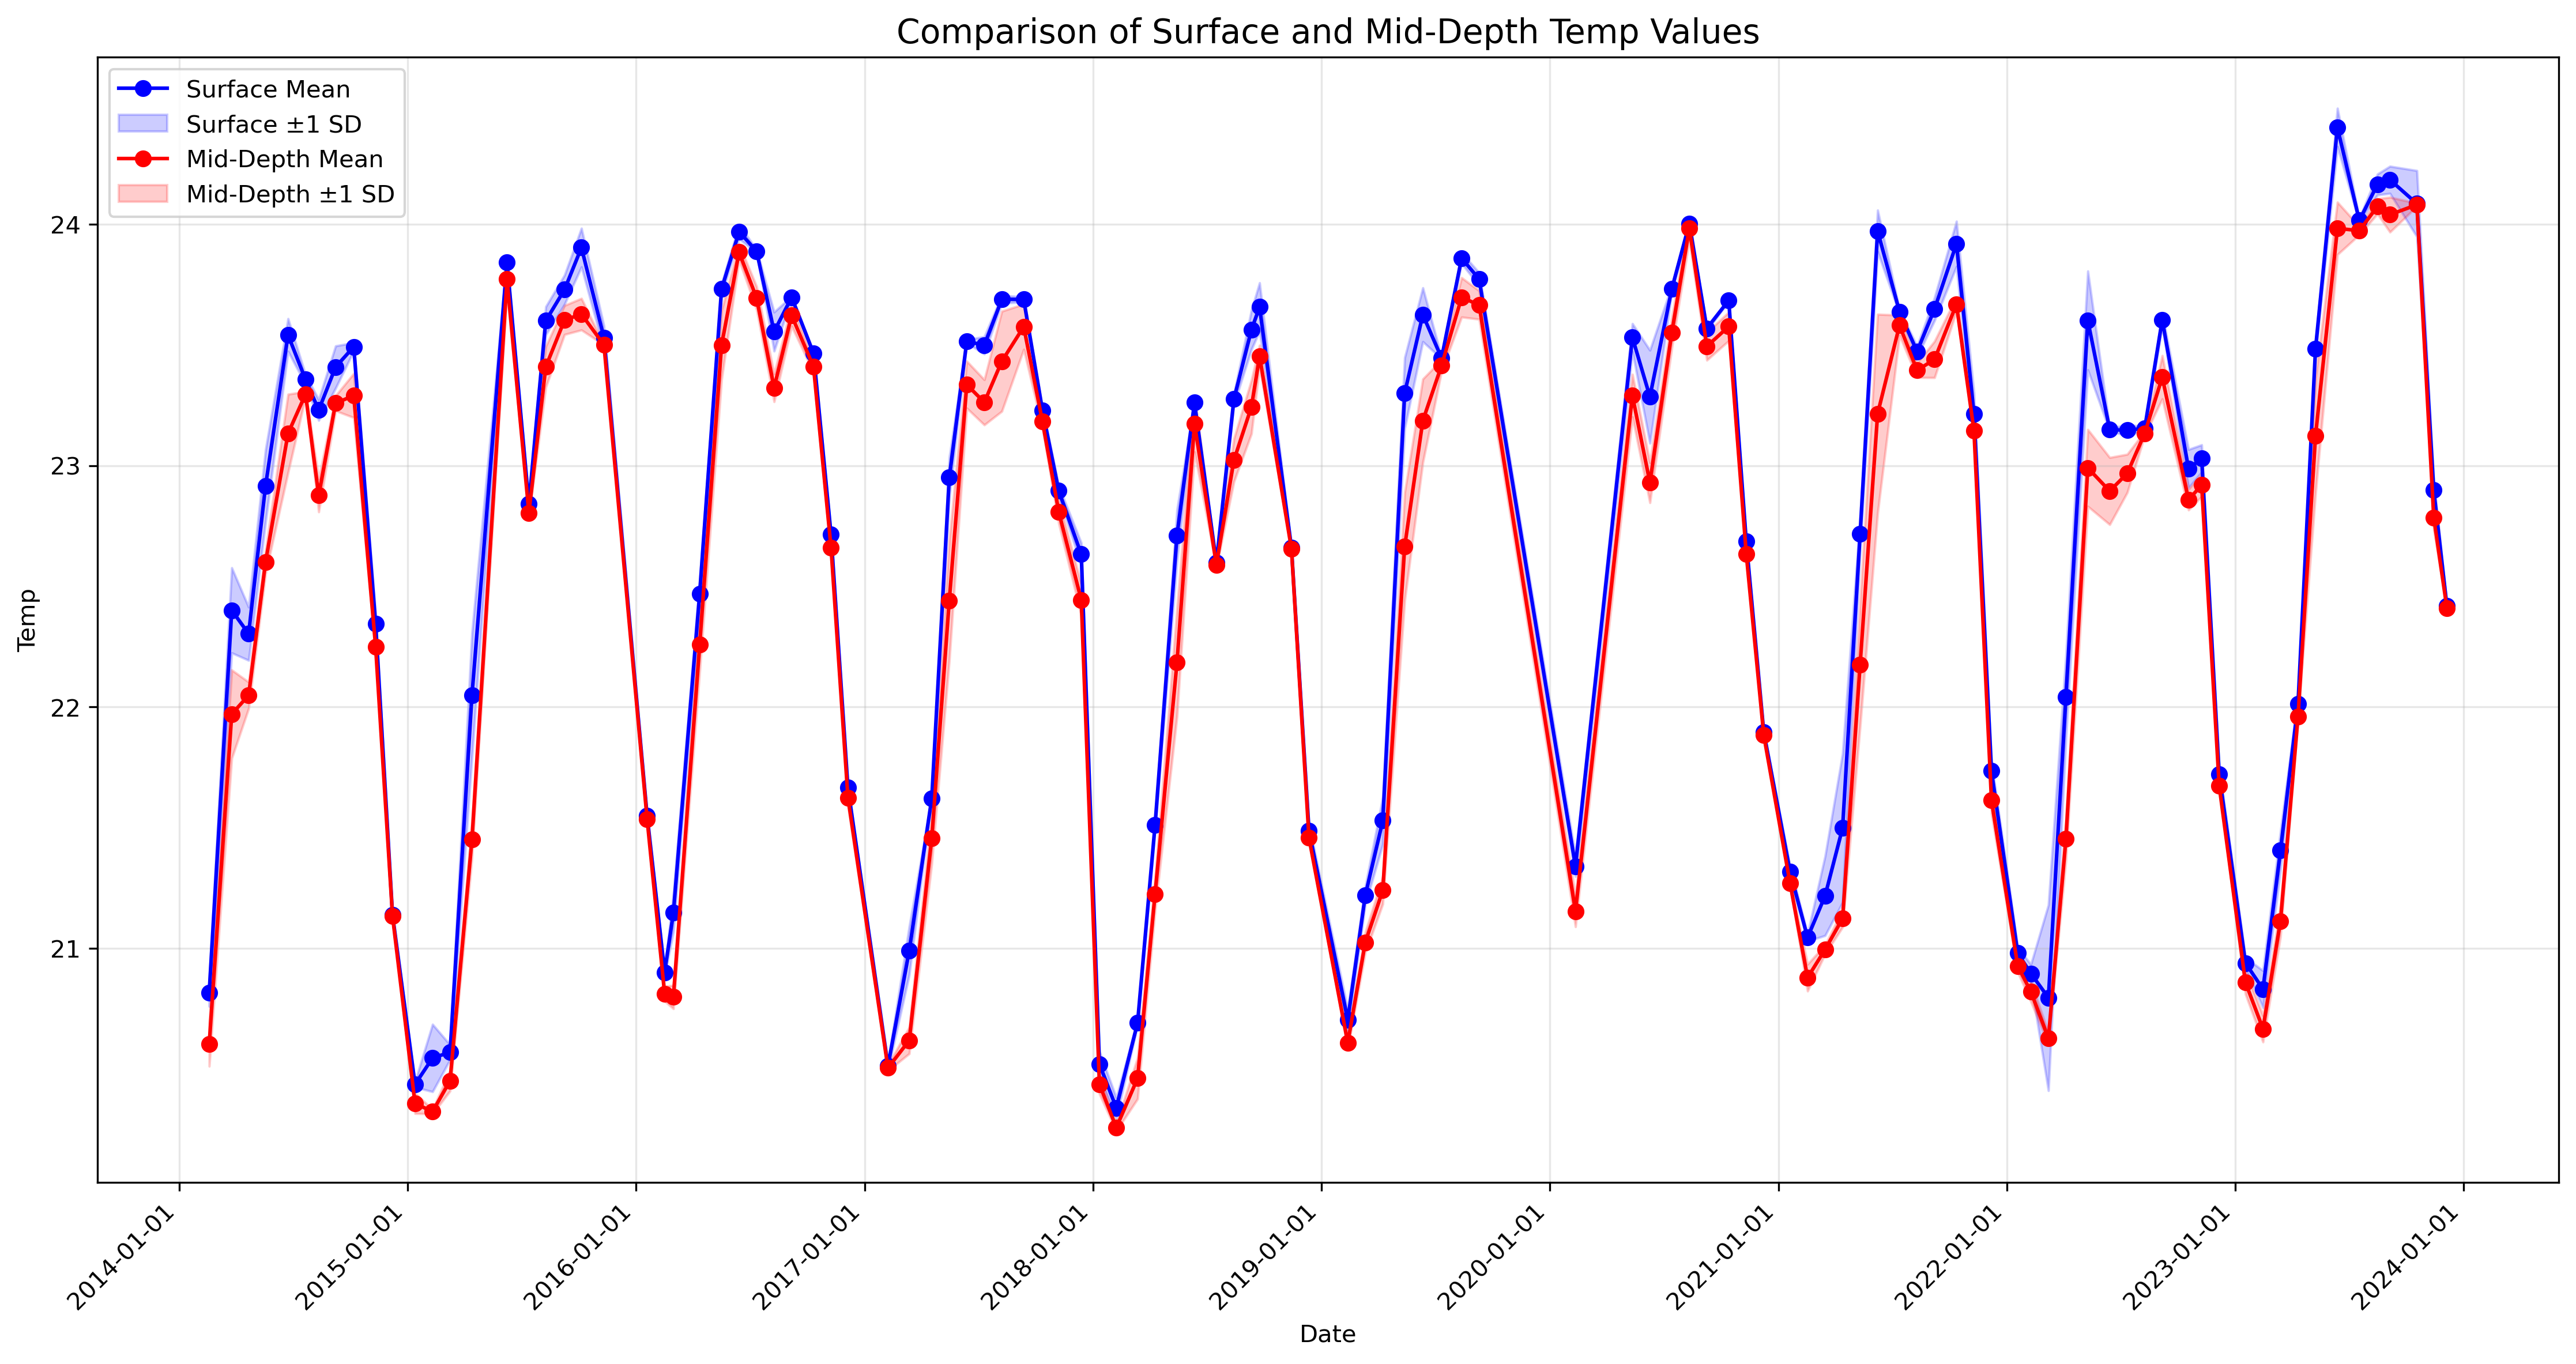 Comparison of Surface and Mid-Depth Temp Values
Surface Mean
Surface ±1 SD
Mid-Depth Mean
Mid-Depth ±1 SD
24
23
22
21
Temp
2014-01-01
2015-01-01
2016-01-01
2017-01-01
2018-01-01
2019-01-01
2020-01-01
2021-01-01
2022-01-01
2023-01-01
2024-01-01
Date